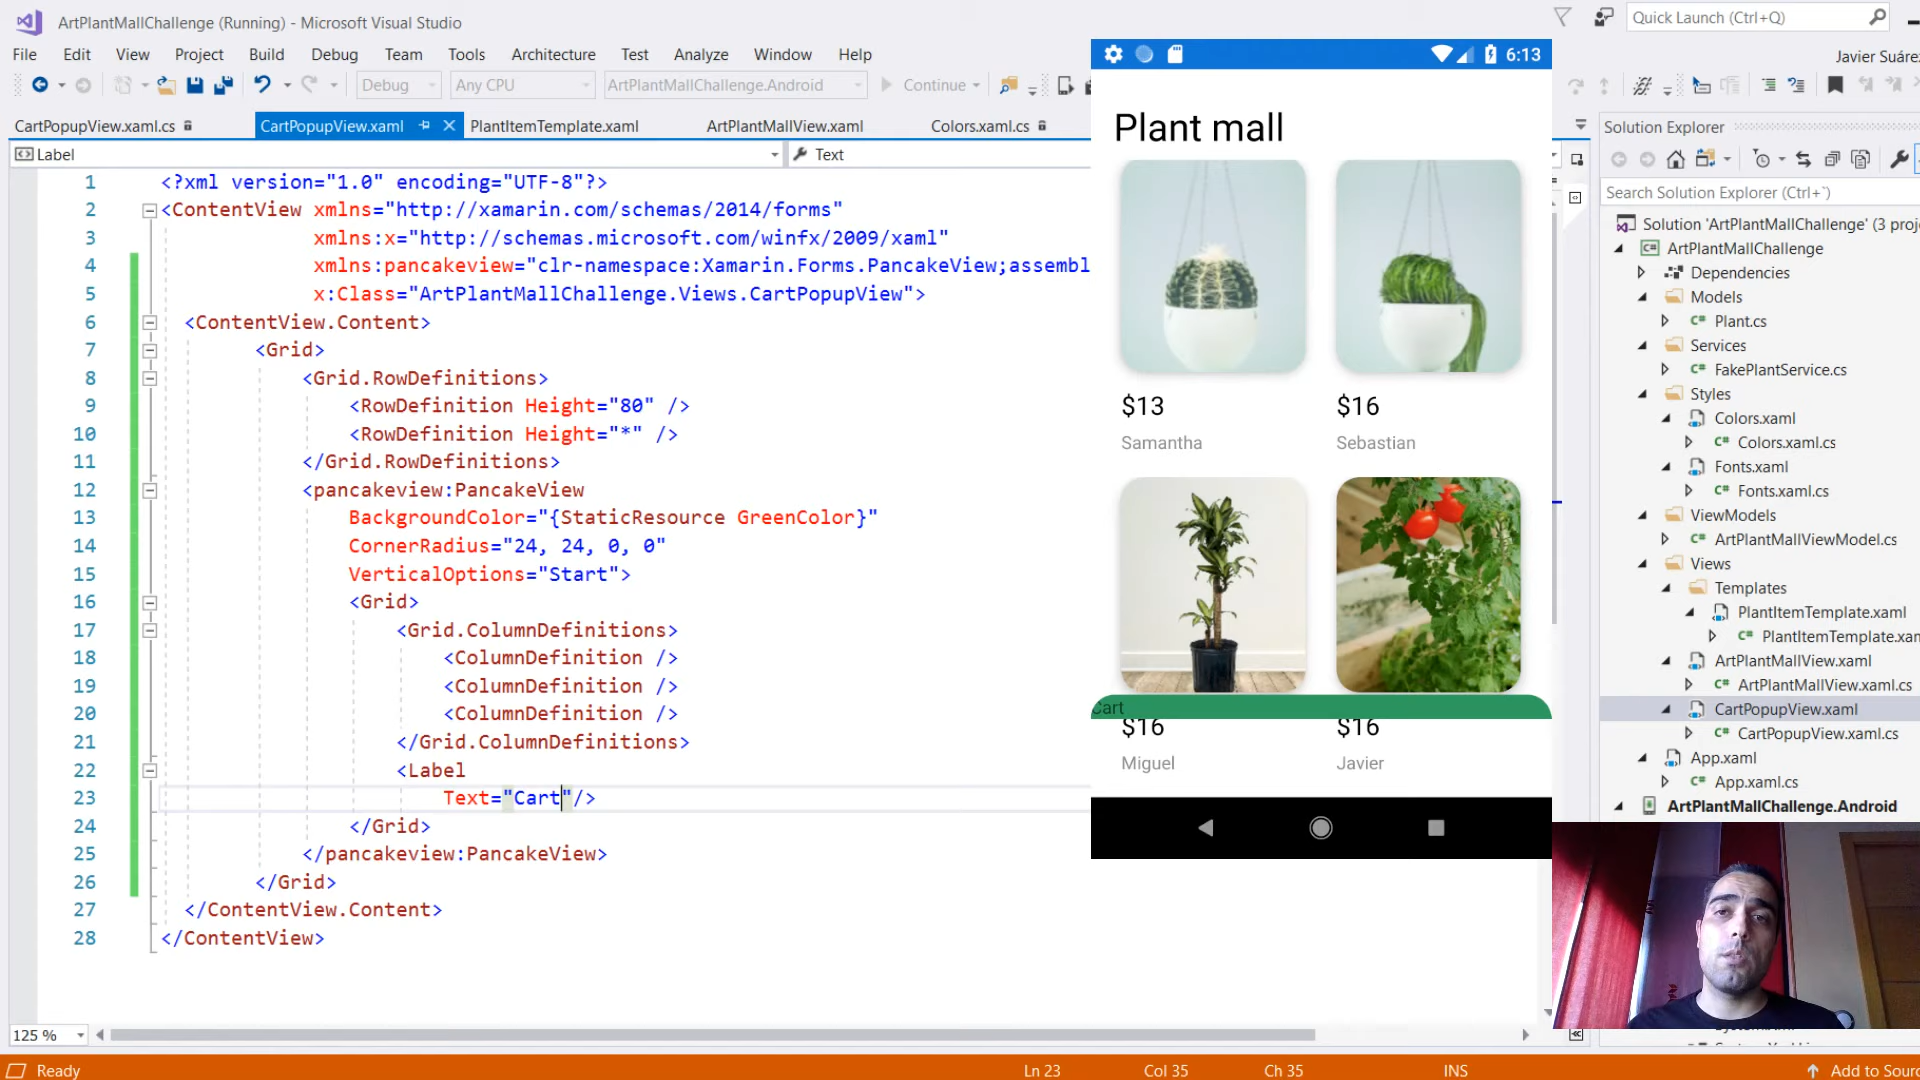 ArtPlantMallChallenge (Running) - Microsoft Visual Studio
Quick Launch (Ctrl+Q)
File Edit View Project Build Debug Team Tools Architecture Test Analyze Window Help
Javier Suáre
Debug Any CPU ArtPlantMallChallenge.Android Continue
CartPopupView.xaml.cs CartPopupView.xaml PlantItemTemplate.xaml ArtPlantMallView.xaml Colors.xaml.cs
Label Text
1 <?xml version="1.0" encoding="UTF-8"?>
2 <ContentView xmlns="http://xamarin.com/schemas/2014/forms"
3 xmlns:x="http://schemas.microsoft.com/winfx/2009/xaml"
4 xmlns:pancakeview="clr-namespace:Xamarin.Forms.PancakeView;assembl
5 x:Class="ArtPlantMallChallenge.Views.CartPopupView">
6 <ContentView.Content>
7 <Grid>
8 <Grid.RowDefinitions>
9 <RowDefinition Height="80" />
10 <RowDefinition Height="*" />
11 </Grid.RowDefinitions>
12 <pancakeview:PancakeView
13 BackgroundColor="{StaticResource GreenColor}"
14 CornerRadius="24, 24, 0, 0"
15 VerticalOptions="Start">
16 <Grid>
17 <Grid.ColumnDefinitions>
18 <ColumnDefinition />
19 <ColumnDefinition />
20 <ColumnDefinition />
21 </Grid.ColumnDefinitions>
22 <Label
23 Text="Cart"/>
24 </Grid>
25 </pancakeview:PancakeView>
26 </Grid>
27 </ContentView.Content>
28 </ContentView>
125 %
Ready
Ln 23 Col 35 Ch 35 INS
Add to Sourc
6:13
Plant mall
$13 $16
Samantha Sebastian
Cart
$16 $16
Miguel Javier
Solution Explorer
Search Solution Explorer (Ctrl+`)
Solution 'ArtPlantMallChallenge' (3 proj
ArtPlantMallChallenge
Dependencies
Models
Plant.cs
Services
FakePlantService.cs
Styles
Colors.xaml
Colors.xaml.cs
Fonts.xaml
Fonts.xaml.cs
ViewModels
ArtPlantMallViewModel.cs
Views
Templates
PlantItemTemplate.xaml
PlantItemTemplate.xan
ArtPlantMallView.xaml
ArtPlantMallView.xaml.cs
CartPopupView.xaml
CartPopupView.xaml.cs
App.xaml
App.xaml.cs
ArtPlantMallChallenge.Android